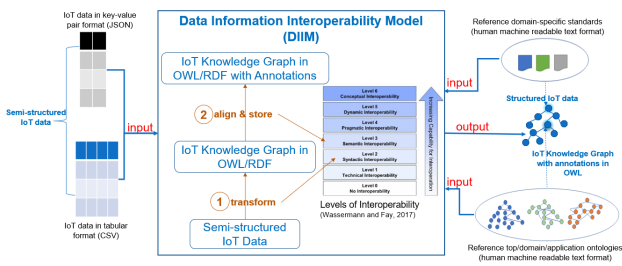 IoT data in key-value
pair format (JSON)
Semi-structured
IoT data
IoT data in tabular
format (CSV)
input
Data Information Interoperability Model
(DIIM)
IoT Knowledge Graph in
OWL/RDF with Annotations
2 align & store
IoT Knowledge Graph in
OWL/RDF
1 transform
Semi-structured
IoT Data
Level 6
Conceptual Interoperability
Level 5
Dynamic Interoperability
Level 4
Pragmatic Interoperability
Level 3
Semantic Interoperability
Level 2
Syntactic Interoperability
Level 1
Technical Interoperability
Level 0
No Interoperability
Increasing Capability for Interoperation
Levels of Interoperability
(Wassermann and Fay, 2017)
input
output
input
Reference domain-specific standards
(human machine readable text format)
Structured IoT data
IoT Knowledge Graph
with annotations in
OWL
Reference top/domain/application ontologies
(human machine readable text format)